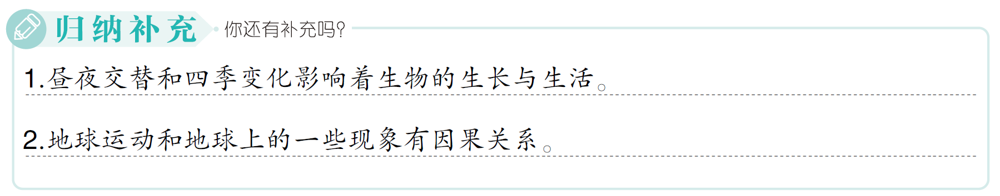 归纳补充 你还有补充吗？
1.昼夜交替和四季变化影响着生物的生长与生活。
2.地球运动和地球上的一些现象有因果关系。